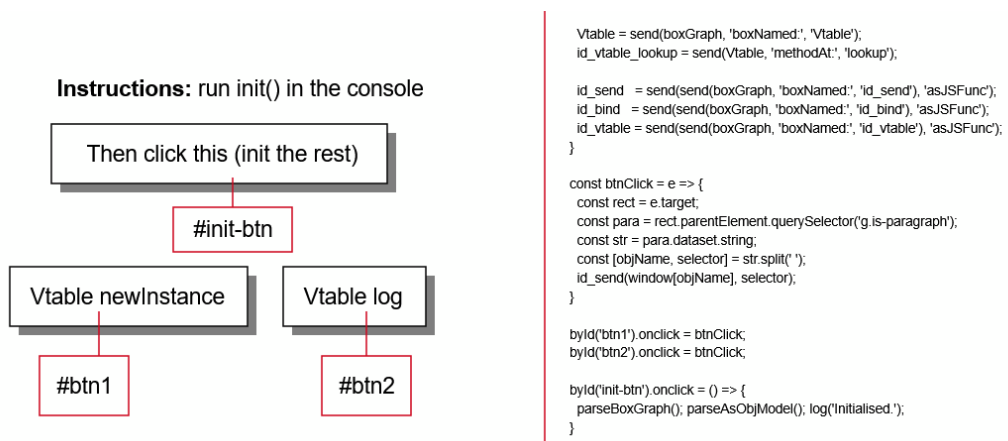 Instructions: run init() in the console
Then click this (init the rest)
#init-btn
Vtable newInstance
Vtable log
#btn1
#btn2
Vtable = send(boxGraph, 'boxNamed:', 'Vtable');
id_vtable_lookup = send(Vtable, 'methodAt:', 'lookup');
id_send = send(send(boxGraph, 'boxNamed:', 'id_send'), 'asJSFunc');
id_bind = send(send(boxGraph, 'boxNamed:', 'id_bind'), 'asJSFunc');
id_vtable = send(send(boxGraph, 'boxNamed:', 'id_vtable'), 'asJSFunc');
}
const btnClick = e => {
const rect = e.target;
const para = rect.parentElement.querySelector('g.is-paragraph');
const str = para.dataset.string;
const [objName, selector] = str.split(' ');
id_send(window[objName], selector);
}
byId('btn1').onclick = btnClick;
byId('btn2').onclick = btnClick;
byId('init-btn').onclick = () => {
parseBoxGraph(); parseAsObjModel(); log('Initialised.');
}